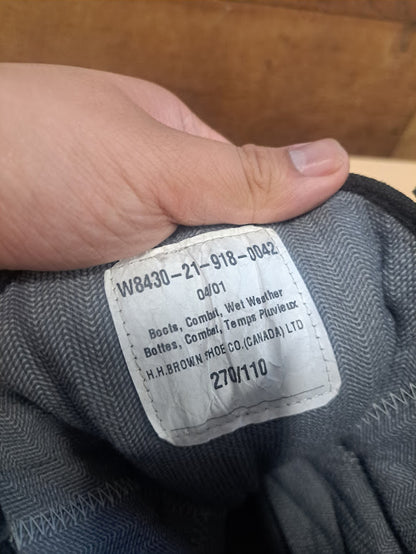 W8430-21-918-0042
04/01
Boots, Combat, Wet Weather
Bottes, Combat, Temps Pluvieux
H.H.BROWN SHOE CO.(CANADA) LTD
270/110